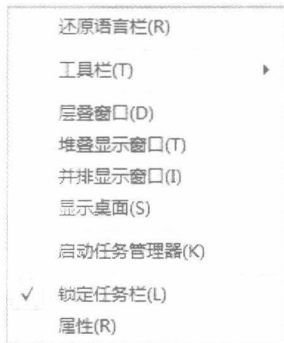 还原语言栏(R)
工具栏(T)
层叠窗口(D)
堆叠显示窗口(T)
并排显示窗口(I)
显示桌面(S)
启动任务管理器(K)
√ 锁定任务栏(L)
属性(R)